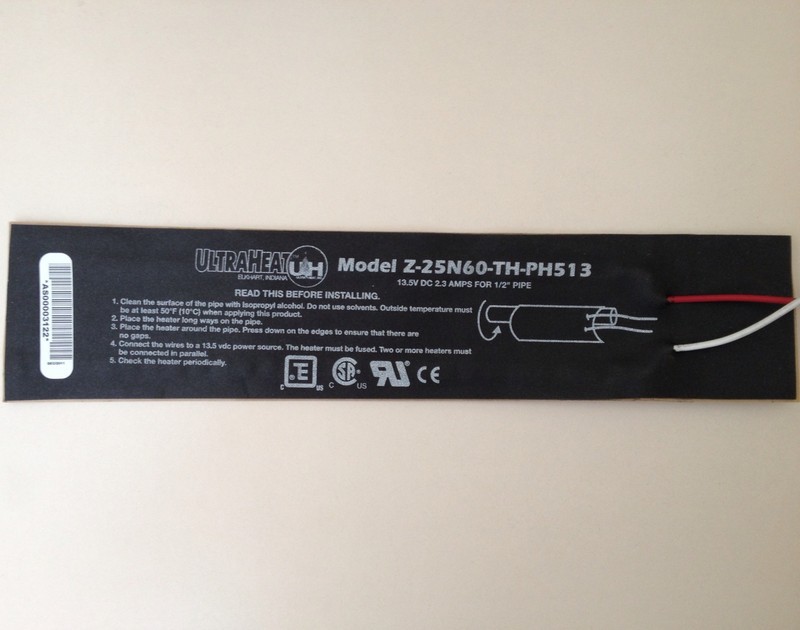 ULTRAHEAT
UH
ELKHART, INDIANA
Model Z-25N60-TH-PH513
13.5V DC 2.3 AMPS FOR 1/2" PIPE
READ THIS BEFORE INSTALLING.
1. Clean the surface of the pipe with Isopropyl alcohol. Do not use solvents. Outside temperature must
be at least 50°F (10°C) when applying this product.
2. Place the heater long ways on the pipe.
3. Place the heater around the pipe. Press down on the edges to ensure that there are
no gaps.
4. Connect the wires to a 13.5 vdc power source. The heater must be fused. Two or more heaters must
be connected in parallel.
5. Check the heater periodically.
C US
C US
CE
*AS00003122*